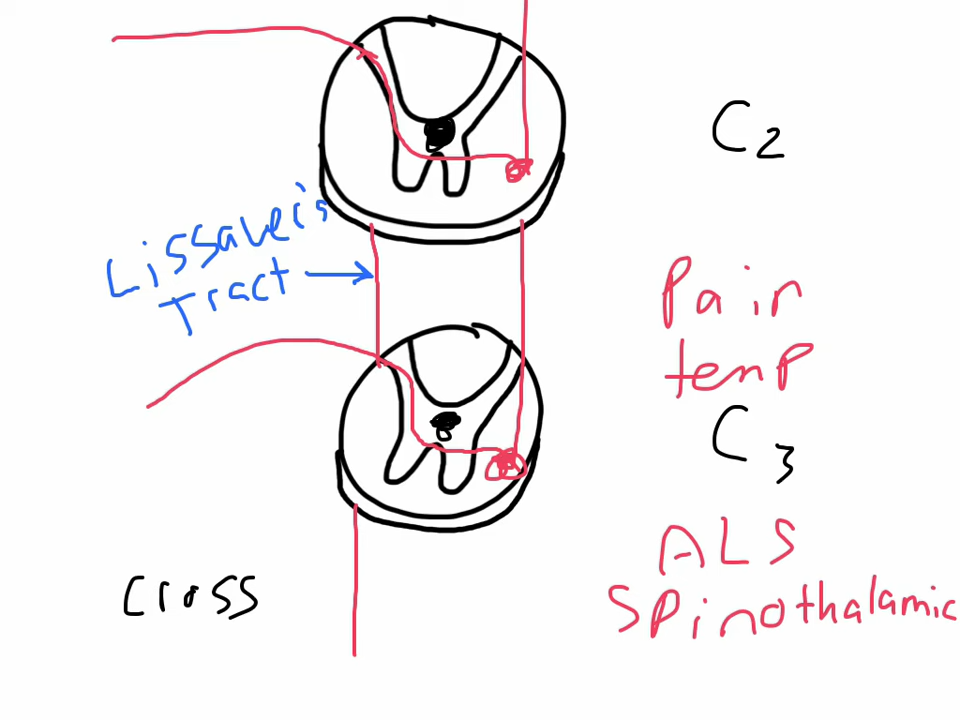 C2
Lissauer's
Tract
Pain
temp
C3
ALS
Spinothalamic
Cross